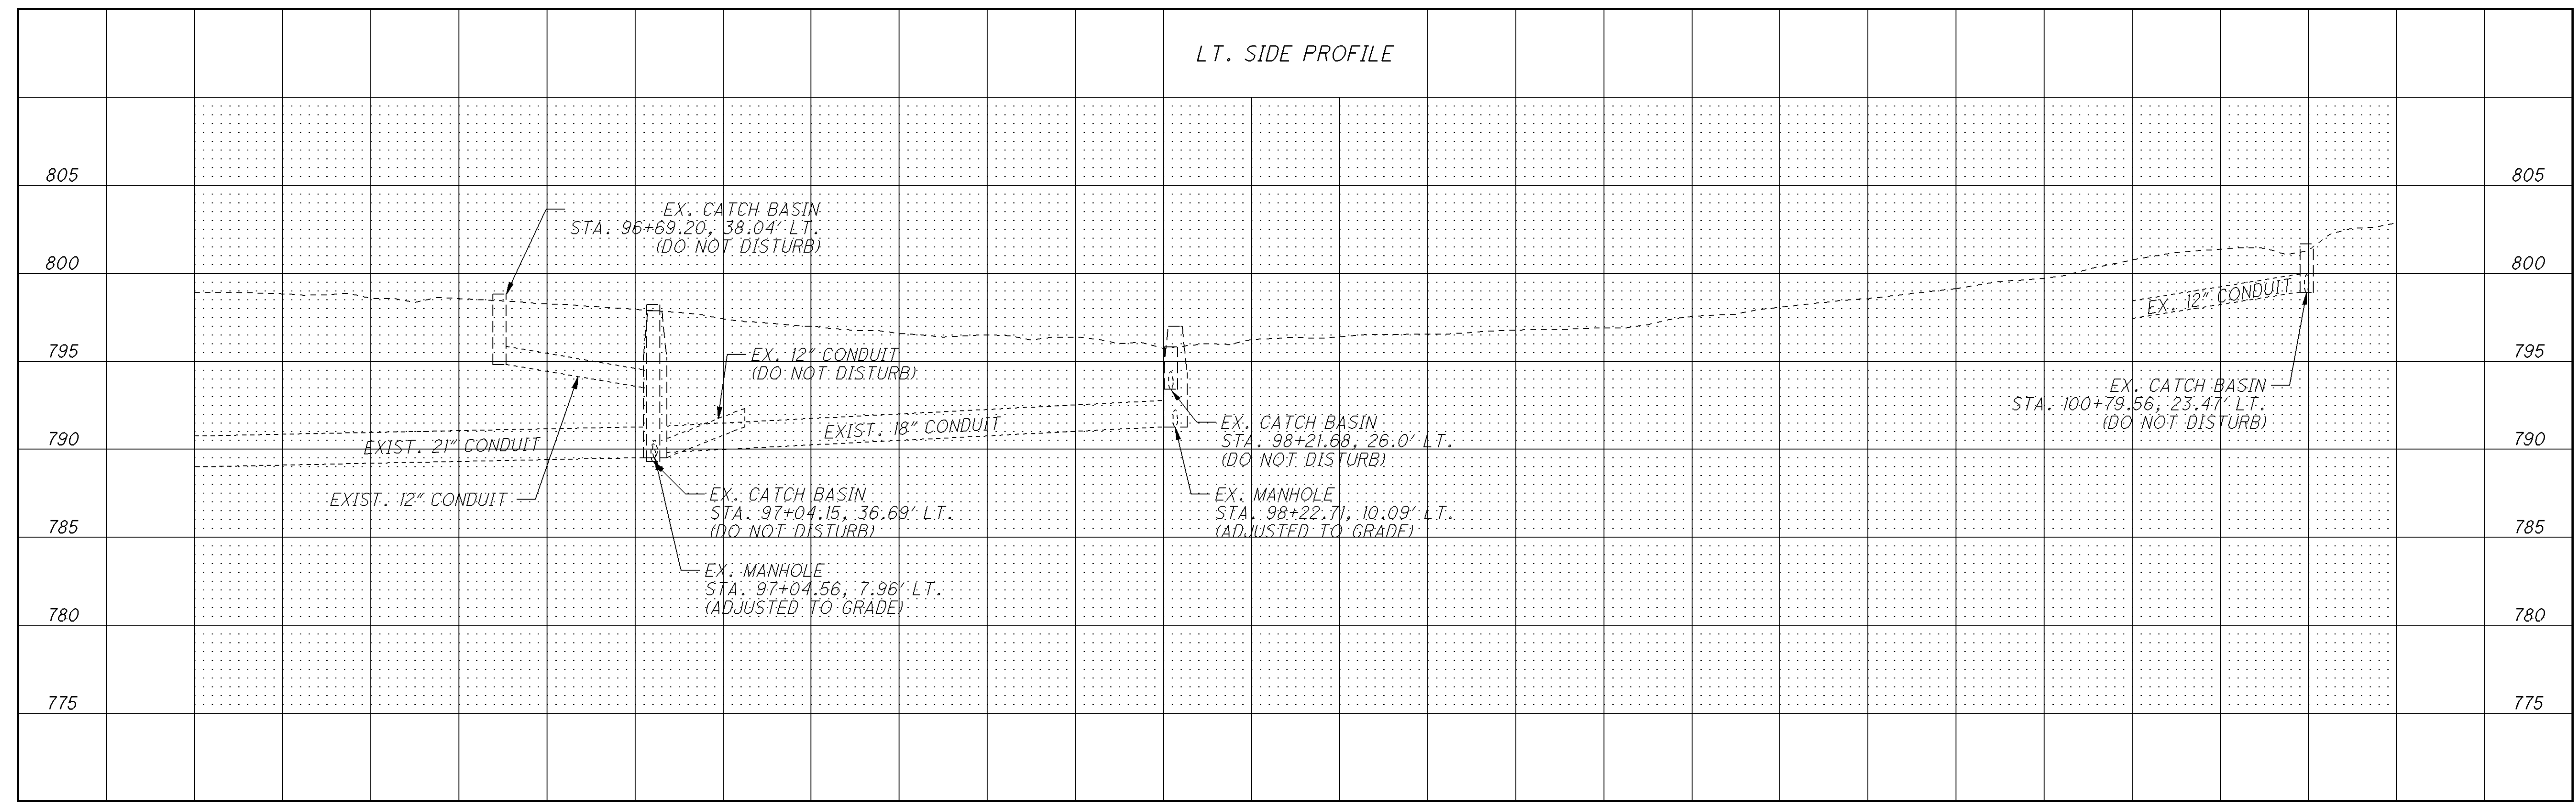 LT. SIDE PROFILE
805
805
EX. CATCH BASIN
STA. 96+69.20, 38.04' LT.
(DO NOT DISTURB)
800
800
EX. 12" CONDUIT
795
795
EX. 12" CONDUIT
(DO NOT DISTURB)
EX. CATCH BASIN
STA. 100+79.56, 23.47' LT.
(DO NOT DISTURB)
790
790
EXIST. 21" CONDUIT
EXIST. 18" CONDUIT
EX. CATCH BASIN
STA. 98+21.68, 26.0' LT.
(DO NOT DISTURB)
EXIST. 12" CONDUIT
EX. CATCH BASIN
STA. 97+04.15, 36.69' LT.
(DO NOT DISTURB)
EX. MANHOLE
STA. 98+22.71, 10.09' LT.
(ADJUSTED TO GRADE)
785
785
EX. MANHOLE
STA. 97+04.56, 7.96' LT.
(ADJUSTED TO GRADE)
780
780
775
775